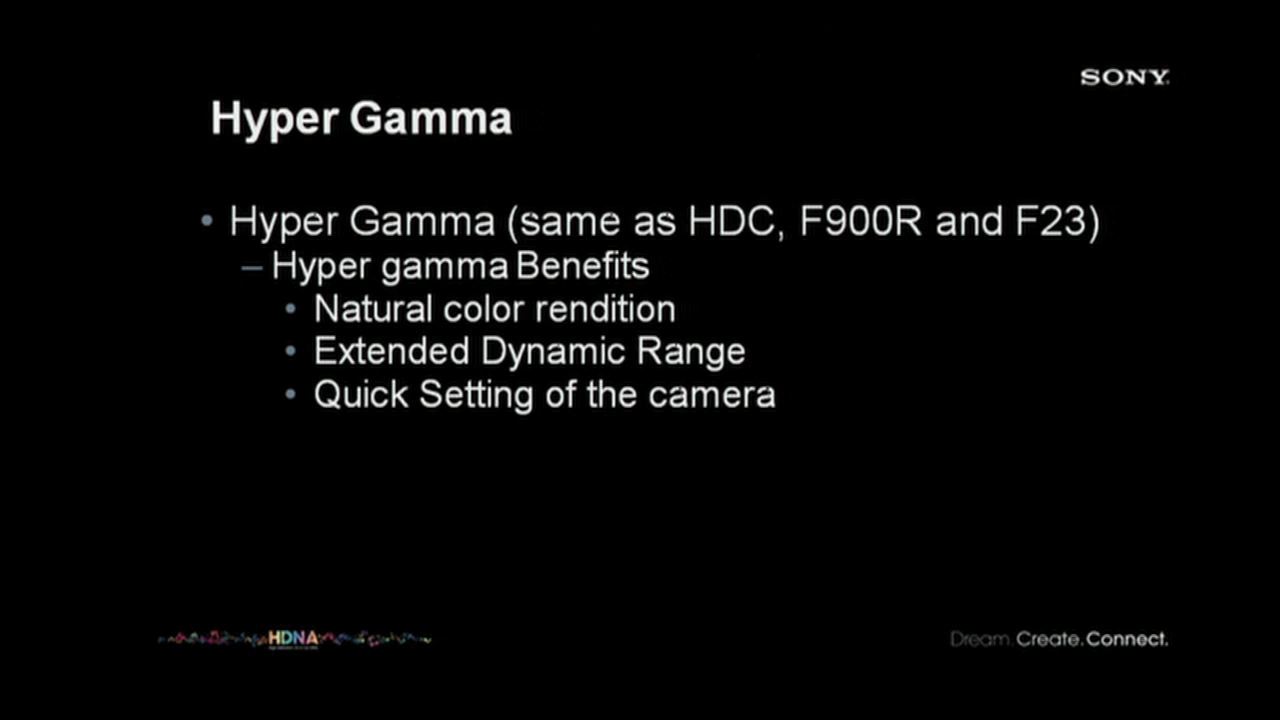 SONY
Hyper Gamma
• Hyper Gamma (same as HDC, F900R and F23)
– Hyper gamma Benefits
• Natural color rendition
• Extended Dynamic Range
• Quick Setting of the camera
HDNA
Dream. Create. Connect.